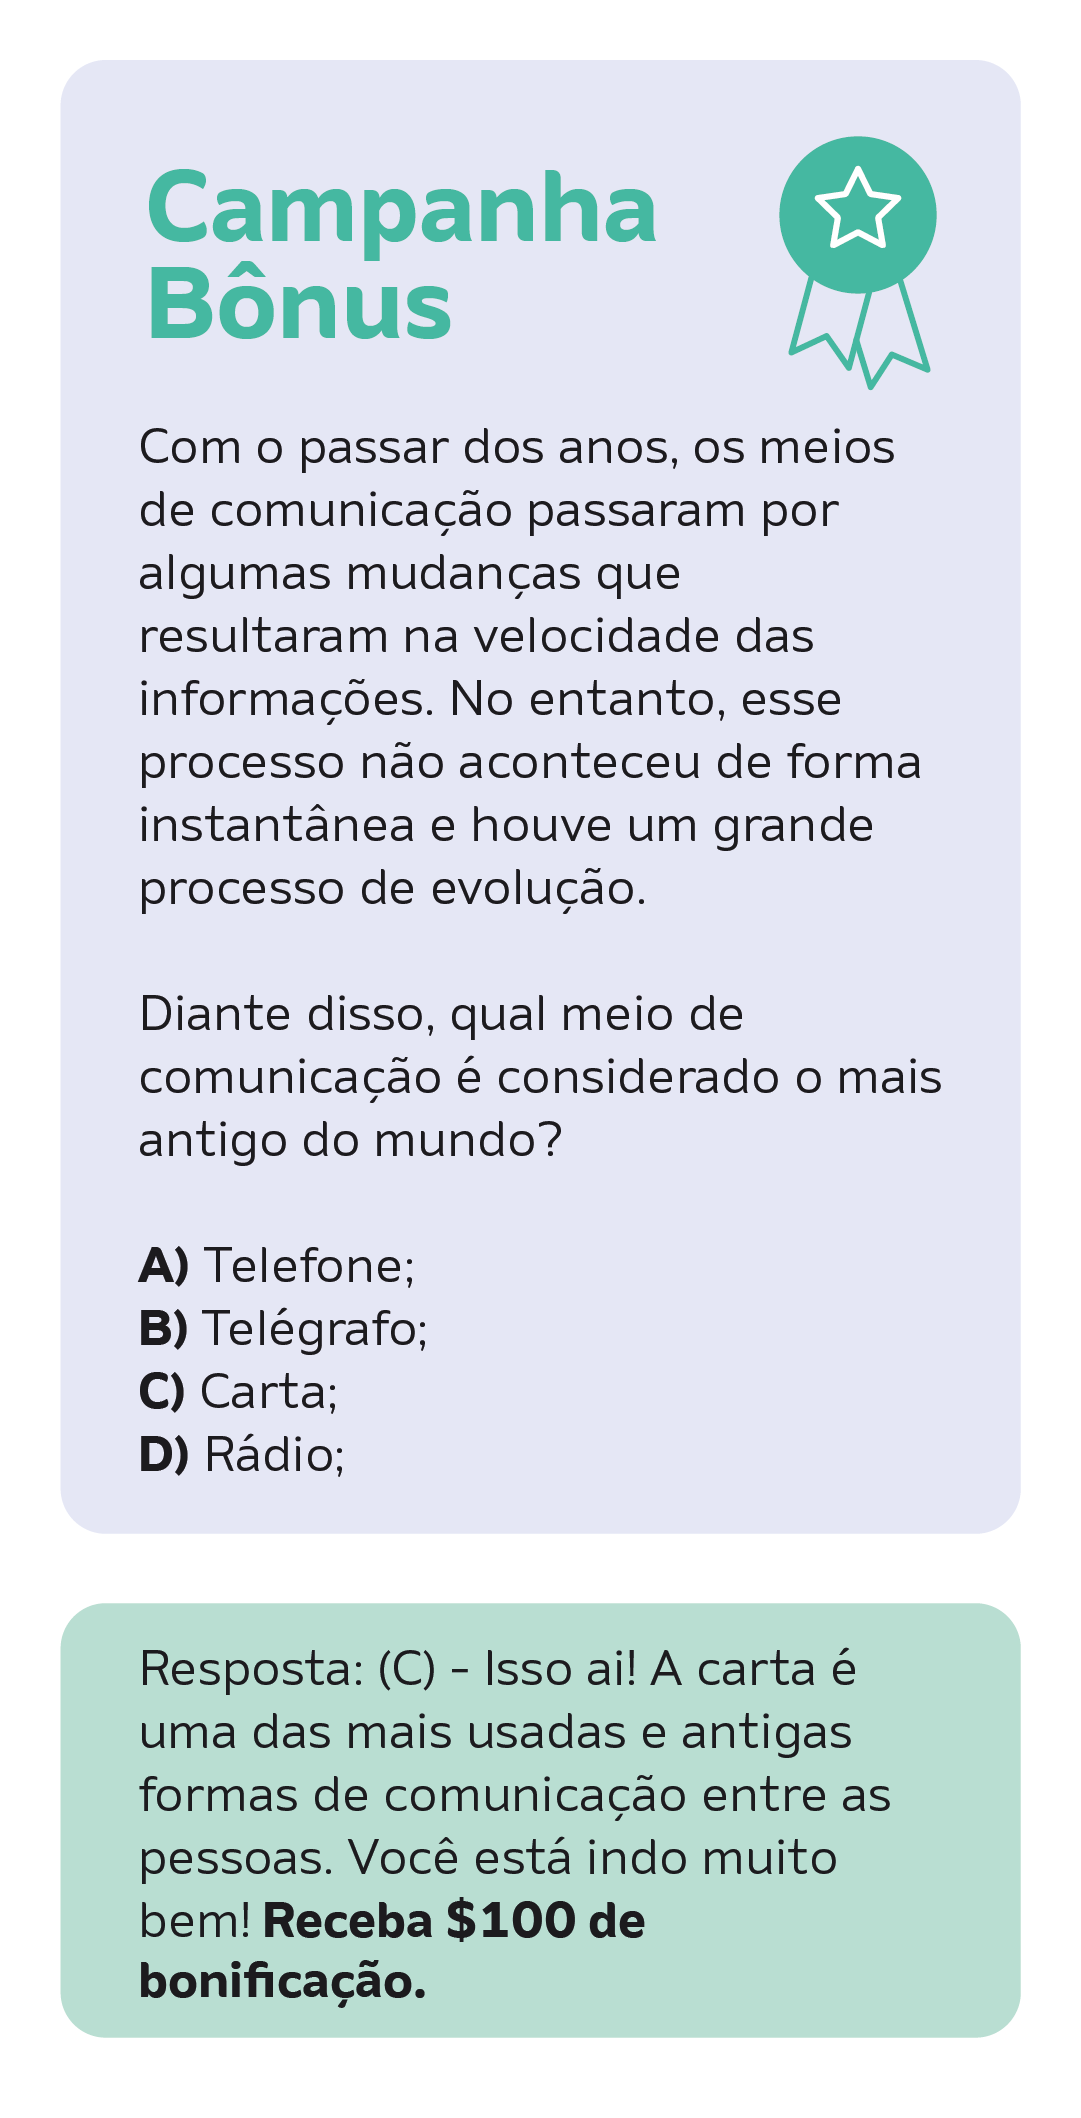 Campanha
Bônus
Com o passar dos anos, os meios
de comunicação passaram por
algumas mudanças que
resultaram na velocidade das
informações. No entanto, esse
processo não aconteceu de forma
instantânea e houve um grande
processo de evolução.
Diante disso, qual meio de
comunicação é considerado o mais
antigo do mundo?
A) Telefone;
B) Telégrafo;
C) Carta;
D) Rádio;
Resposta: (C) - Isso ai! A carta é
uma das mais usadas e antigas
formas de comunicação entre as
pessoas. Você está indo muito
bem! Receba $100 de
bonificação.